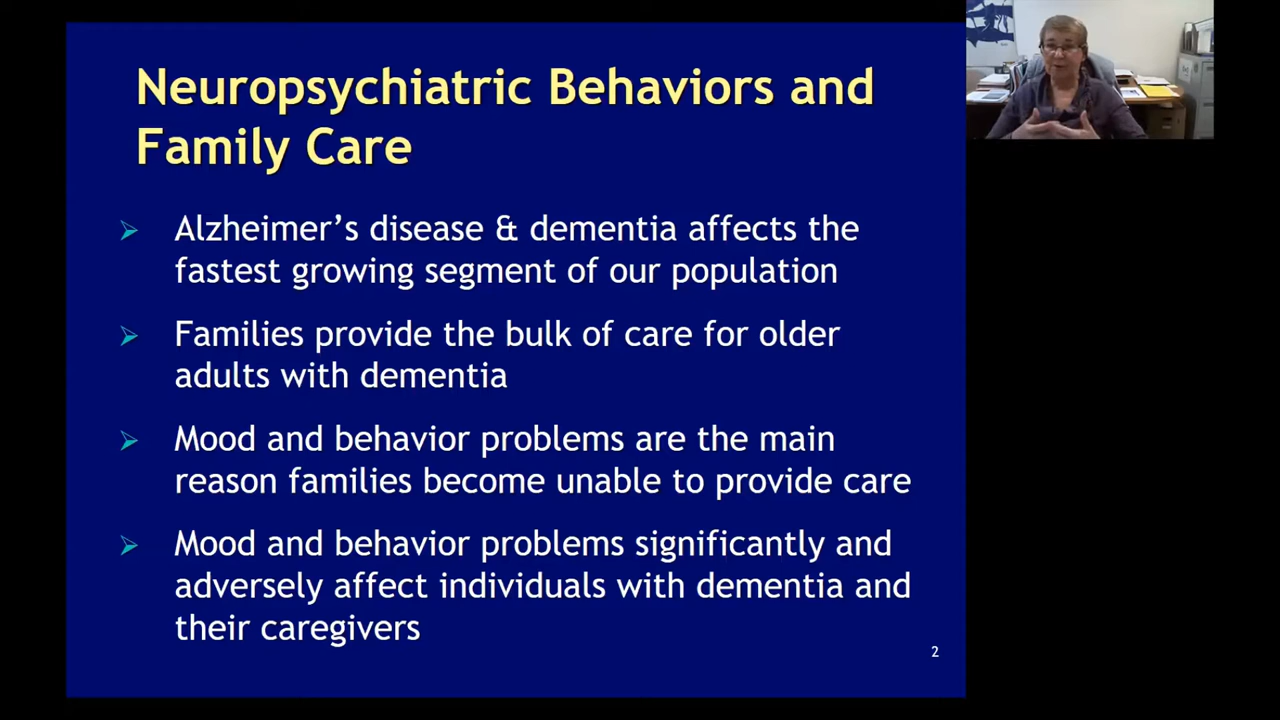 Neuropsychiatric Behaviors and
Family Care
Alzheimer’s disease & dementia affects the
fastest growing segment of our population
Families provide the bulk of care for older
adults with dementia
Mood and behavior problems are the main
reason families become unable to provide care
Mood and behavior problems significantly and
adversely affect individuals with dementia and
their caregivers
2